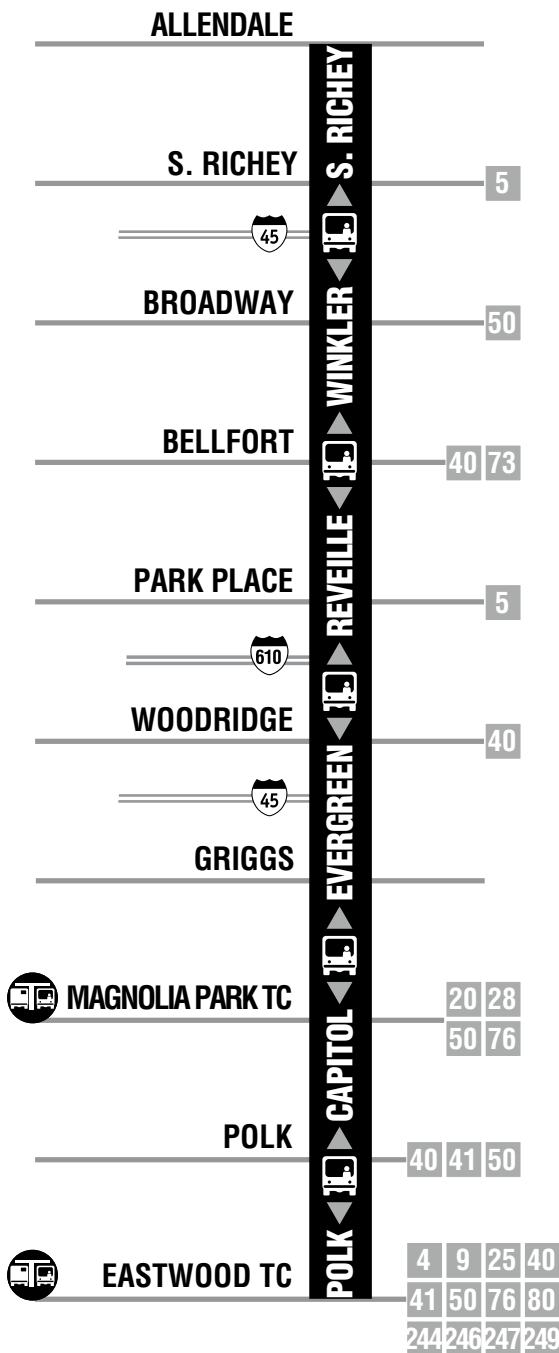 ALLENDALE
S. RICHEY
S. RICHEY
5
45
BROADWAY
WINKLER
50
BELLFORT
40 73
REVEILLE
PARK PLACE
5
610
WOODRIDGE
40
EVERGREEN
45
GRIGGS
MAGNOLIA PARK TC
20 28
50 76
CAPITOL
POLK
40 41 50
POLK
EASTWOOD TC
4 9 25 40
41 50 76 80
244 246 247 249